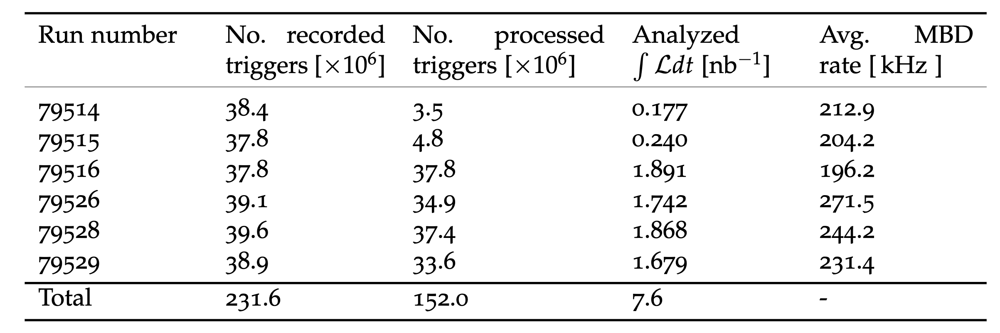 Run number No. recorded No. processed Analyzed Avg. MBD
triggers [×10⁶] triggers [×10⁶] ∫ ℒdt [nb⁻¹] rate [ kHz ]
79514 38.4 3.5 0.177 212.9
79515 37.8 4.8 0.240 204.2
79516 37.8 37.8 1.891 196.2
79526 39.1 34.9 1.742 271.5
79528 39.6 37.4 1.868 244.2
79529 38.9 33.6 1.679 231.4
Total 231.6 152.0 7.6 -